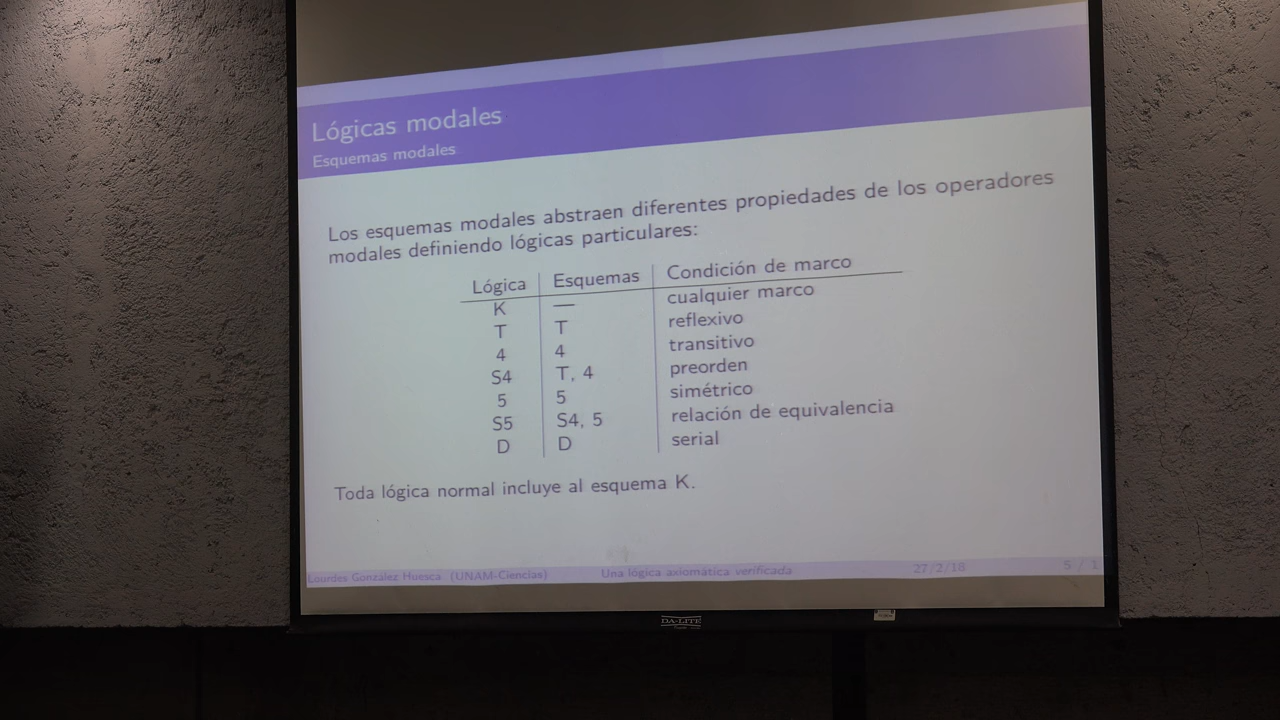 Lógicas modales
Esquemas modales
Los esquemas modales abstraen diferentes propiedades de los operadores
modales definiendo lógicas particulares:
Lógica Esquemas Condición de marco
K — cualquier marco
T T reflexivo
4 4 transitivo
S4 T, 4 preorden
5 5 simétrico
S5 S4, 5 relación de equivalencia
D D serial
Toda lógica normal incluye al esquema K.
Lourdes González Huesca (UNAM-Ciencias) Una lógica axiomática verificada 27/2/18 5 / 1
DA-LITE